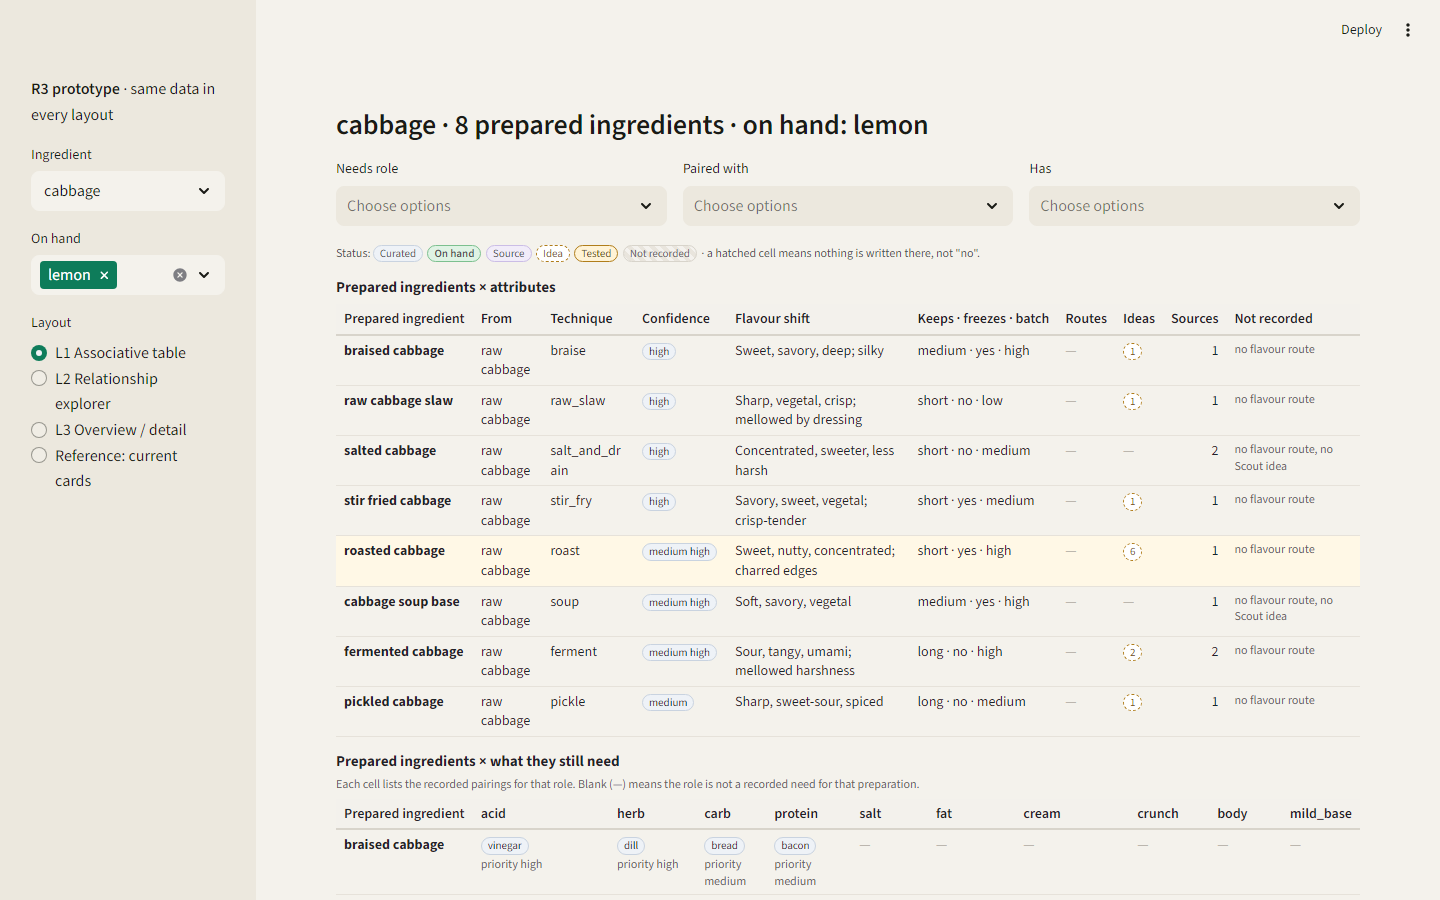 Deploy
R3 prototype · same data in
every layout
Ingredient
cabbage
On hand
lemon ×
Layout
L1 Associative table
L2 Relationship
explorer
L3 Overview / detail
Reference: current
cards
cabbage · 8 prepared ingredients · on hand: lemon
Needs role Paired with Has
Choose options Choose options Choose options
Status: Curated On hand Source Idea Tested Not recorded · a hatched cell means nothing is written there, not "no".
Prepared ingredients × attributes
Prepared ingredient From Technique Confidence Flavour shift Keeps · freezes · batch Routes Ideas Sources Not recorded
braised cabbage raw braise high Sweet, savory, deep; silky medium · yes · high — 1 1 no flavour route
cabbage
raw cabbage slaw raw raw_slaw high Sharp, vegetal, crisp; short · no · low — 1 1 no flavour route
cabbage mellowed by dressing
salted cabbage raw salt_and_dr high Concentrated, sweeter, less short · no · medium — — 2 no flavour route, no
cabbage ain harsh Scout idea
stir fried cabbage raw stir_fry high Savory, sweet, vegetal; short · yes · medium — 1 1 no flavour route
cabbage crisp-tender
roasted cabbage raw roast medium high Sweet, nutty, concentrated; short · yes · high — 6 1 no flavour route
cabbage charred edges
cabbage soup base raw soup medium high Soft, savory, vegetal medium · yes · high — — 1 no flavour route, no
cabbage Scout idea
fermented cabbage raw ferment medium high Sour, tangy, umami; long · no · high — 2 2 no flavour route
cabbage mellowed harshness
pickled cabbage raw pickle medium Sharp, sweet-sour, spiced long · no · medium — 1 1 no flavour route
cabbage
Prepared ingredients × what they still need
Each cell lists the recorded pairings for that role. Blank (—) means the role is not a recorded need for that preparation.
Prepared ingredient acid herb carb protein salt fat cream crunch body mild_base
braised cabbage vinegar dill bread bacon — — — — — —
priority high priority high priority priority
medium medium